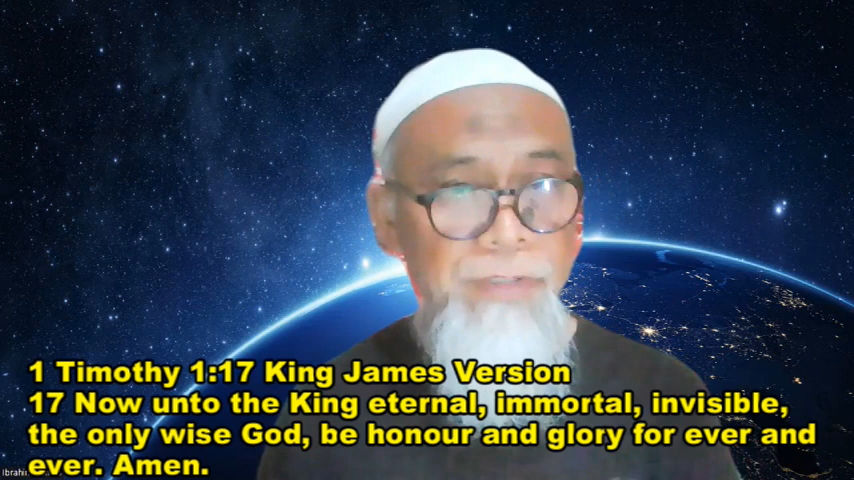 1 Timothy 1:17 King James Version
17 Now unto the King eternal, immortal, invisible,
the only wise God, be honour and glory for ever and
ever. Amen.